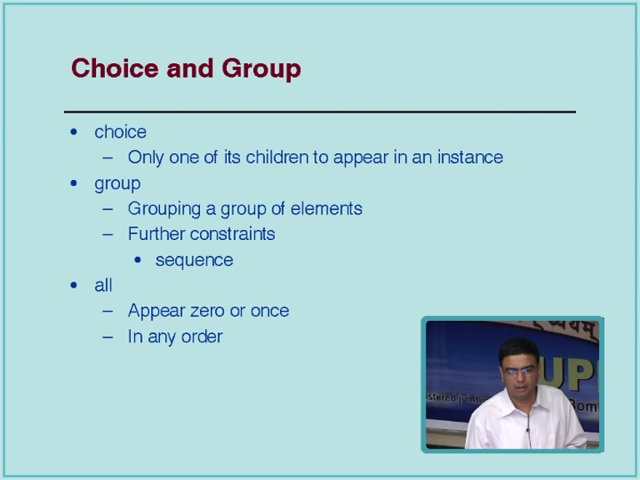 Choice and Group
• choice
– Only one of its children to appear in an instance
• group
– Grouping a group of elements
– Further constraints
• sequence
• all
– Appear zero or once
– In any order
UP